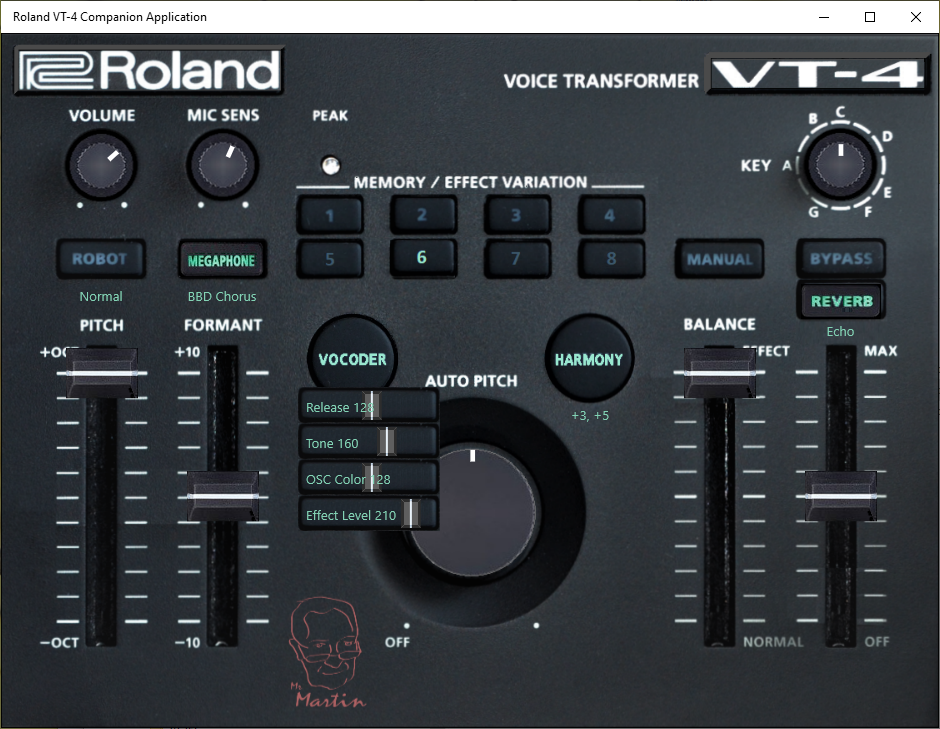 Roland VT-4 Companion Application
Roland
VOICE TRANSFORMER VT-4
VOLUME
MIC SENS
PEAK
MEMORY / EFFECT VARIATION
1 2 3 4
5 6 7 8
KEY A B C D E F G
ROBOT
Normal
MEGAPHONE
BBD Chorus
MANUAL
BYPASS
REVERB
Echo
PITCH
+OC
-OCT
FORMANT
+10
-10
VOCODER
Release 128
Tone 160
OSC Color 128
Effect Level 210
AUTO PITCH
OFF
HARMONY
+3, +5
BALANCE
EFFECT
NORMAL
MAX
OFF
Mr
Martin